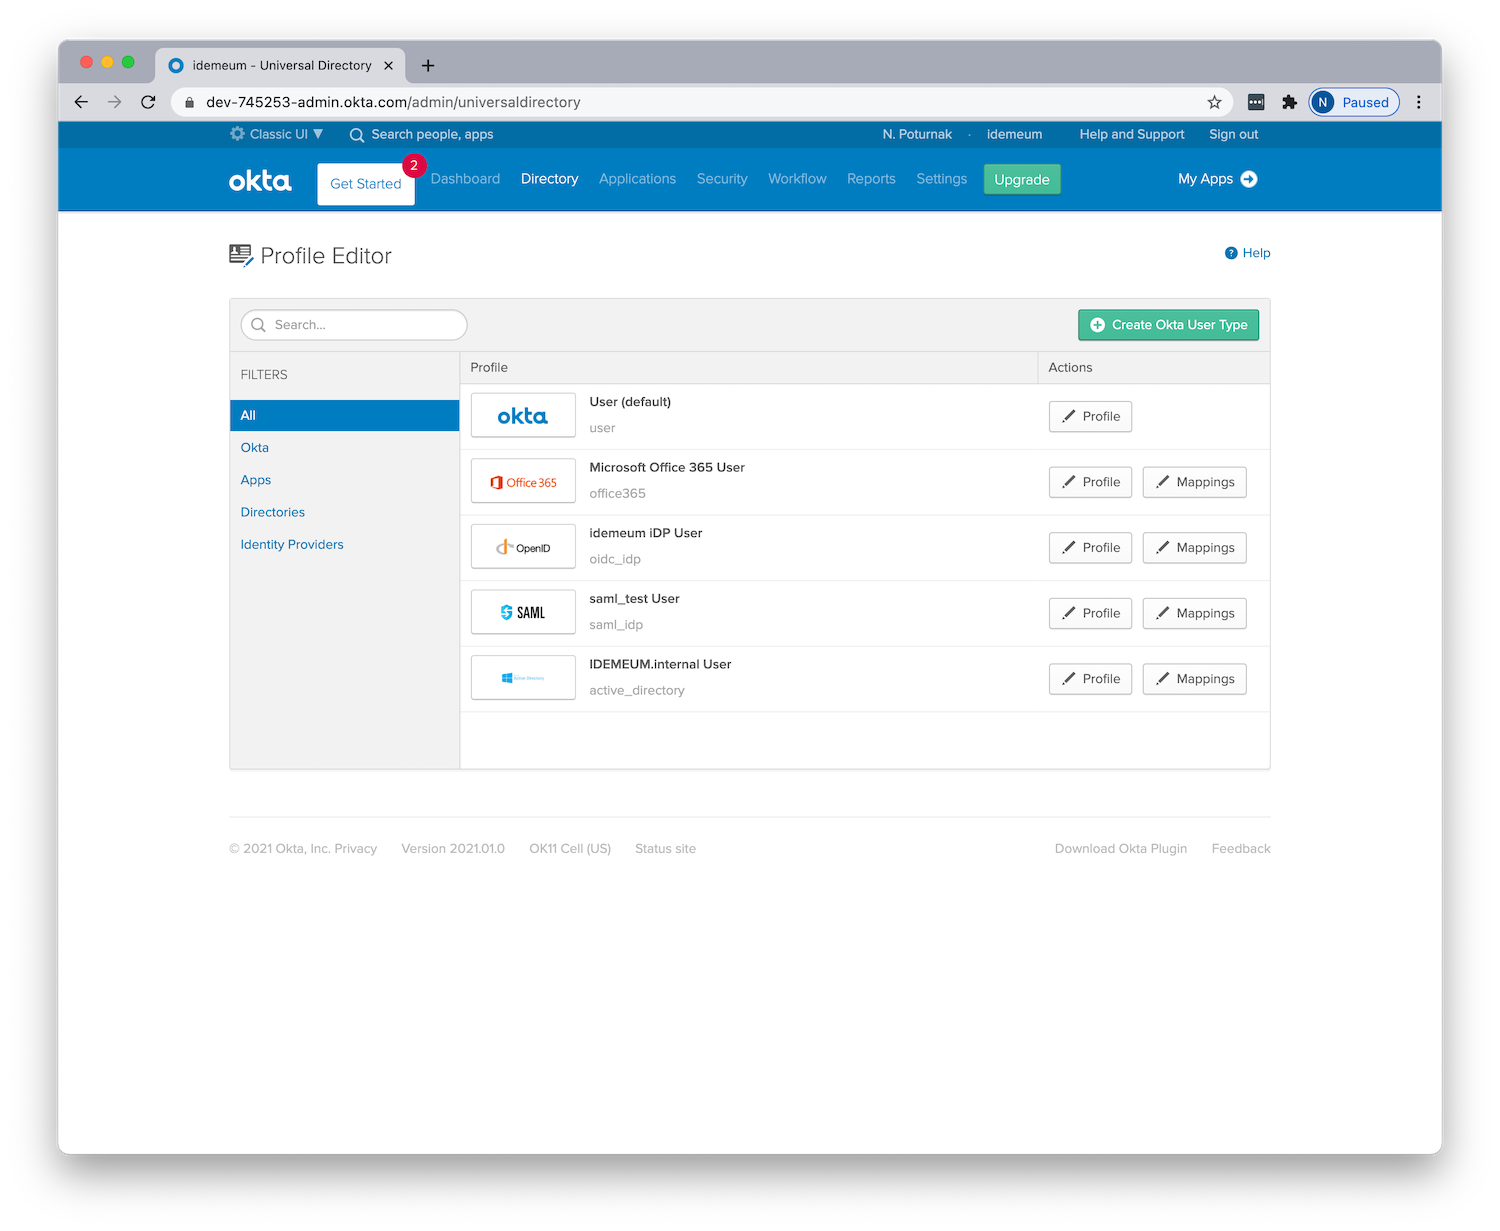 idemeum - Universal Directory
dev-745253-admin.okta.com/admin/universaldirectory
N Paused
Classic UI Search people, apps N. Poturnak · idemeum Help and Support Sign out
okta Get Started 2 Dashboard Directory Applications Security Workflow Reports Settings Upgrade My Apps
Profile Editor
Help
Search...
Create Okta User Type
FILTERS
All
Okta
Apps
Directories
Identity Providers
Profile Actions
okta
User (default)
user
Profile
Office 365
Microsoft Office 365 User
office365
Profile Mappings
OpenID
idemeum iDP User
oidc_idp
Profile Mappings
SAML
saml_test User
saml_idp
Profile Mappings
Active Directory
IDEMEUM.internal User
active_directory
Profile Mappings
© 2021 Okta, Inc. Privacy Version 2021.01.0 OK11 Cell (US) Status site Download Okta Plugin Feedback